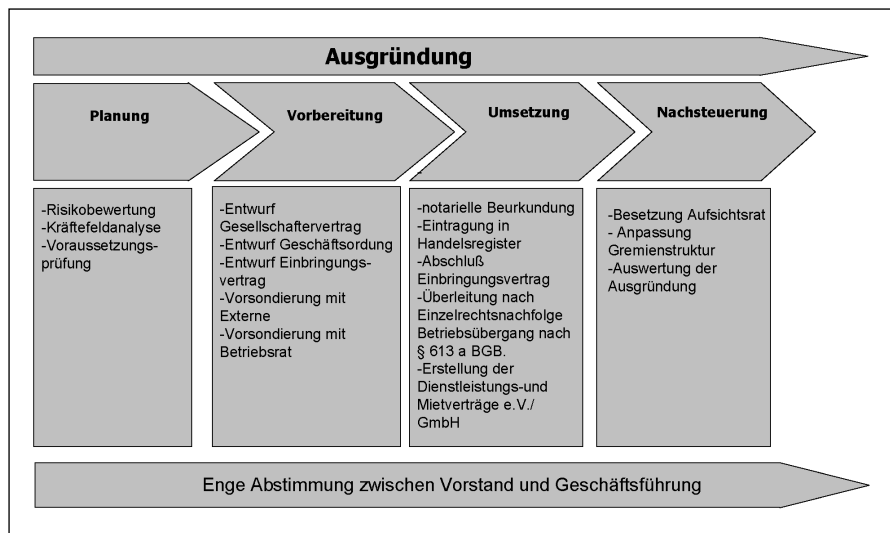 Ausgründung
Planung
Vorbereitung
Umsetzung
Nachsteuerung
-Risikobewertung
-Kräftefeldanalyse
-Voraussetzungs-
prüfung
-Entwurf
Gesellschaftervertrag
-Entwurf Geschäftsordung
-Entwurf Einbringungs-
vertrag
-Vorsondierung mit
Externe
-Vorsondierung mit
Betriebsrat
-
-notarielle Beurkundung
-Eintragung in
Handelsregister
-Abschluß
Einbringungsvertrag
-Überleitung nach
Einzelrechtsnachfolge
Betriebsübergang nach
§ 613 a BGB.
-Erstellung der
Dienstleistungs-und
Mietverträge e.V./
GmbH
-Besetzung Aufsichtsrat
- Anpassung
Gremienstruktur
-Auswertung der
Ausgründung
Enge Abstimmung zwischen Vorstand und Geschäftsführung